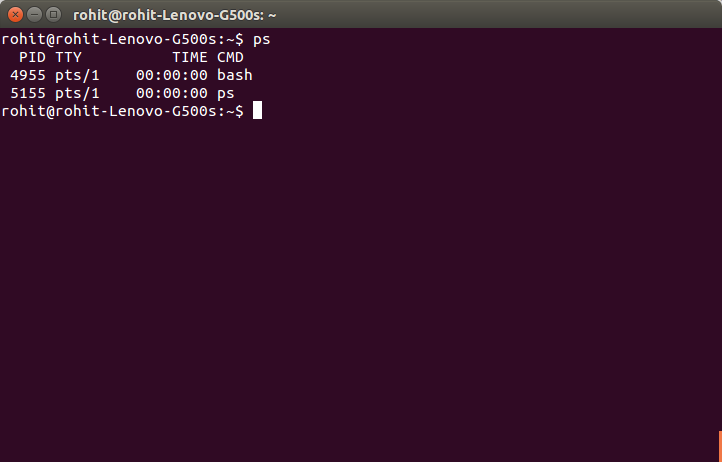 rohit@rohit-Lenovo-G500s: ~
rohit@rohit-Lenovo-G500s:~$ ps
  PID TTY          TIME CMD
 4955 pts/1    00:00:00 bash
 5155 pts/1    00:00:00 ps
rohit@rohit-Lenovo-G500s:~$